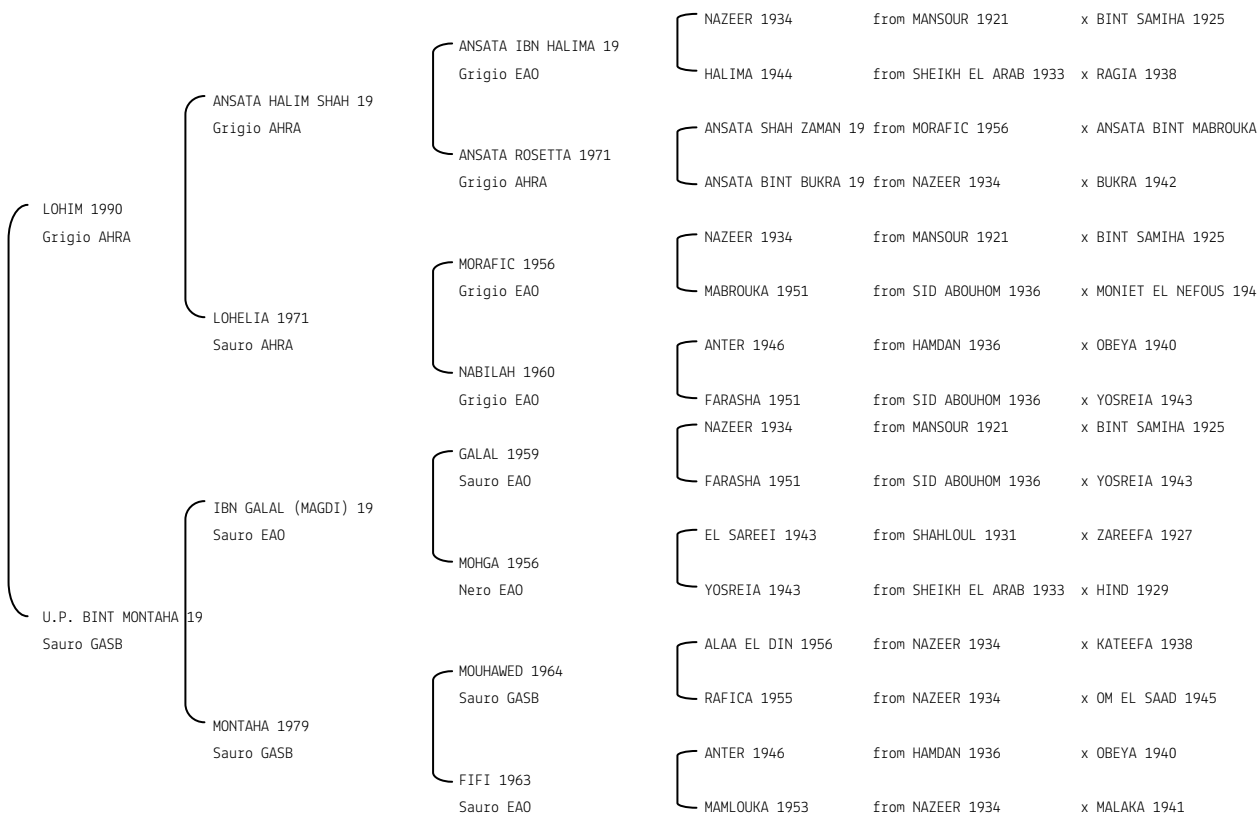 NAZEER 1934 from MANSOUR 1921 x BINT SAMIHA 1925
ANSATA IBN HALIMA 19
Grigio EAO
HALIMA 1944 from SHEIKH EL ARAB 1933 x RAGIA 1938
ANSATA HALIM SHAH 19
Grigio AHRA
ANSATA SHAH ZAMAN 19 from MORAFIC 1956 x ANSATA BINT MABROUKA
ANSATA ROSETTA 1971
Grigio AHRA
ANSATA BINT BUKRA 19 from NAZEER 1934 x BUKRA 1942
LOHIM 1990
Grigio AHRA
NAZEER 1934 from MANSOUR 1921 x BINT SAMIHA 1925
MORAFIC 1956
Grigio EAO
MABROUKA 1951 from SID ABOUHOM 1936 x MONIET EL NEFOUS 194
LOHELIA 1971
Sauro AHRA
ANTER 1946 from HAMDAN 1936 x OBEYA 1940
NABILAH 1960
Grigio EAO
FARASHA 1951 from SID ABOUHOM 1936 x YOSREIA 1943
NAZEER 1934 from MANSOUR 1921 x BINT SAMIHA 1925
GALAL 1959
Sauro EAO
FARASHA 1951 from SID ABOUHOM 1936 x YOSREIA 1943
IBN GALAL (MAGDI) 19
Sauro EAO
EL SAREEI 1943 from SHAHLOUL 1931 x ZAREEFA 1927
MOHGA 1956
Nero EAO
YOSREIA 1943 from SHEIKH EL ARAB 1933 x HIND 1929
U.P. BINT MONTAHA 19
Sauro GASB
ALAA EL DIN 1956 from NAZEER 1934 x KATEEFA 1938
MOUHAWED 1964
Sauro GASB
RAFICA 1955 from NAZEER 1934 x OM EL SAAD 1945
MONTAHA 1979
Sauro GASB
ANTER 1946 from HAMDAN 1936 x OBEYA 1940
FIFI 1963
Sauro EAO
MAMLOUKA 1953 from NAZEER 1934 x MALAKA 1941